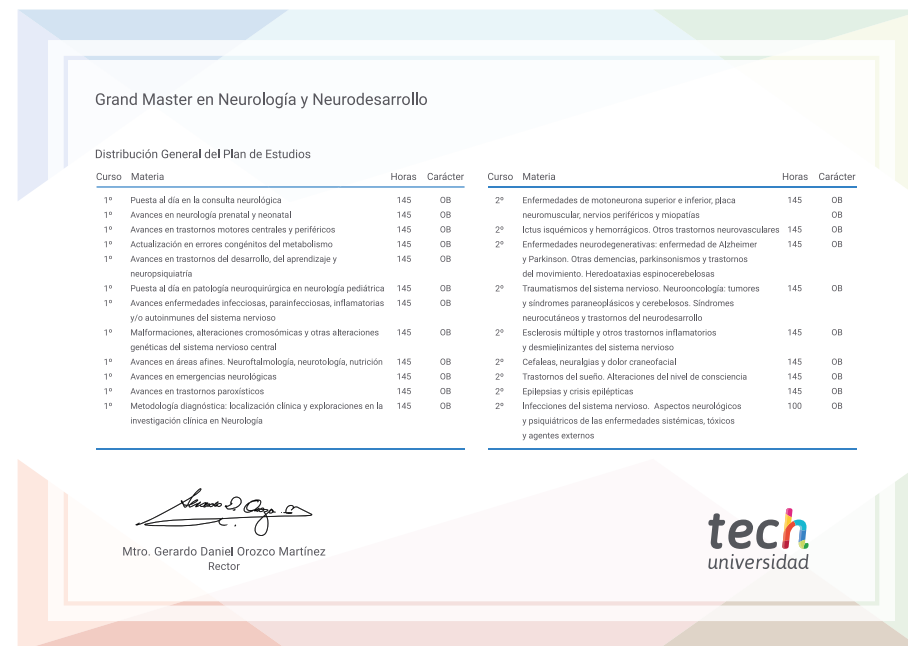 Grand Master en Neurología y Neurodesarrollo
Distribución General del Plan de Estudios
Curso Materia Horas Carácter
1º Puesta al día en la consulta neurológica 145 OB
1º Avances en neurología prenatal y neonatal 145 OB
1º Avances en trastornos motores centrales y periféricos 145 OB
1º Actualización en errores congénitos del metabolismo 145 OB
1º Avances en trastornos del desarrollo, del aprendizaje y 145 OB
neuropsiquiatría
1º Puesta al día en patología neuroquirúrgica en neurología pediátrica 145 OB
1º Avances enfermedades infecciosas, parainfecciosas, inflamatorias 145 OB
y/o autoinmunes del sistema nervioso
1º Malformaciones, alteraciones cromosómicas y otras alteraciones 145 OB
genéticas del sistema nervioso central
1º Avances en áreas afines. Neuroftalmología, neurotología, nutrición 145 OB
1º Avances en emergencias neurológicas 145 OB
1º Avances en trastornos paroxísticos 145 OB
1º Metodología diagnóstica: localización clínica y exploraciones en la 145 OB
investigación clínica en Neurología
Curso Materia Horas Carácter
2º Enfermedades de motoneurona superior e inferior, placa 145 OB
neuromuscular, nervios periféricos y miopatías OB
2º Ictus isquémicos y hemorrágicos. Otros trastornos neurovasculares 145 OB
2º Enfermedades neurodegenerativas: enfermedad de Alzheimer 145 OB
y Parkinson. Otras demencias, parkinsonismos y trastornos
del movimiento. Heredoataxias espinocerebelosas
2º Traumatismos del sistema nervioso. Neurooncología: tumores 145 OB
y síndromes paraneoplásicos y cerebelosos. Síndromes
neurocutáneos y trastornos del neurodesarrollo
2º Esclerosis múltiple y otros trastornos inflamatorios 145 OB
y desmielinizantes del sistema nervioso
2º Cefaleas, neuralgias y dolor craneofacial 145 OB
2º Trastornos del sueño. Alteraciones del nivel de consciencia 145 OB
2º Epilepsias y crisis epilépticas 145 OB
2º Infecciones del sistema nervioso. Aspectos neurológicos 100 OB
y psiquiátricos de las enfermedades sistémicas, tóxicos
y agentes externos
Mtro. Gerardo Daniel Orozco Martínez
Rector
tech
universidad